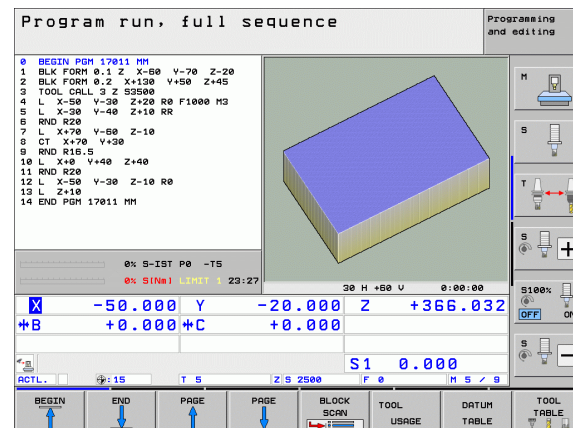 Program run, full sequence
Programming
and editing
0 BEGIN PGM 17011 MM
1 BLK FORM 0.1 Z X-60 Y-70 Z-20
2 BLK FORM 0.2 X+130 Y+50 Z+45
3 TOOL CALL 3 Z S3500
4 L X-50 Y-30 Z+20 R0 F1000 M3
5 L X-30 Y-40 Z+10 RR
6 RND R20
7 L X+70 Y-60 Z-10
8 CT X+70 Y+30
9 RND R16.5
10 L X+0 Y+40 Z+40
11 RND R20
12 L X-50 Y-30 Z-10 R0
13 L Z+10
14 END PGM 17011 MM
0% S-IST P0 -T5
0% S[Nm] LIMIT 1 23:27
30 H +60 V 0:00:00
X -50.000 Y -20.000 Z +366.032
B +0.000 C +0.000
S1 0.000
ACTL. :15 T 5 Z S 2500 F 0 M 5 / 9
M
S
T
S
S100%
OFF ON
S
BEGIN
END
PAGE
PAGE
BLOCK
SCAN
TOOL
USAGE
DATUM
TABLE
TOOL
TABLE